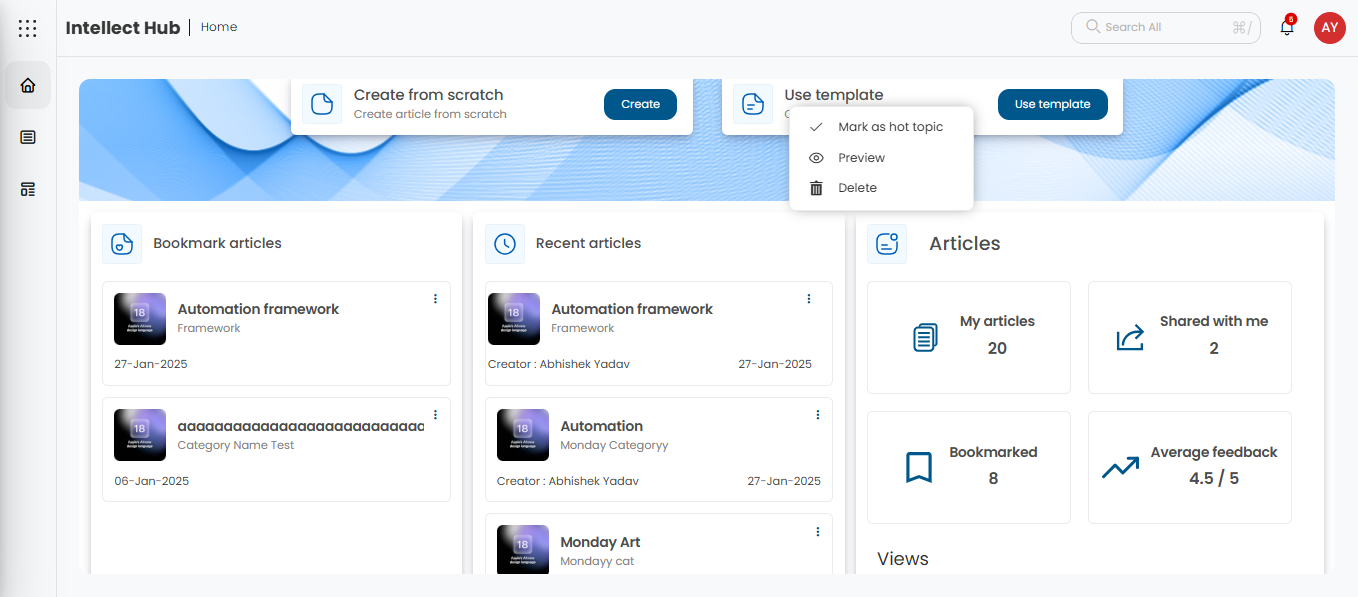 Intellect Hub
Home
Search All
⌘/
AY
Create from scratch
Create article from scratch
Create
Use template
Use template
Mark as hot topic
Preview
Delete
Bookmark articles
Automation framework
Framework
27-Jan-2025
Category Name Test
06-Jan-2025
Recent articles
Automation framework
Framework
Creator : Abhishek Yadav
27-Jan-2025
Automation
Monday Categoryy
Creator : Abhishek Yadav
27-Jan-2025
Monday Art
Mondayy cat
Articles
My articles
20
Shared with me
2
Bookmarked
8
Average feedback
4.5 / 5
Views
18
18
18
18
18